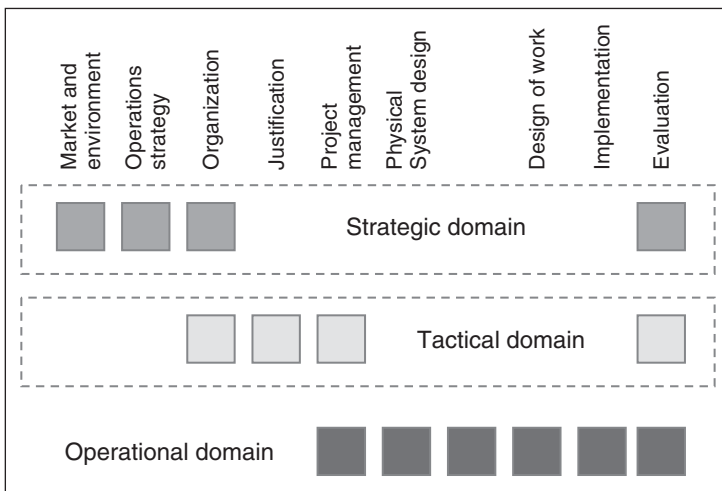 Market and
environment
Operations
strategy
Organization
Justification
Project
management
Physical
System design
Design of work
Implementation
Evaluation
Strategic domain
Tactical domain
Operational domain